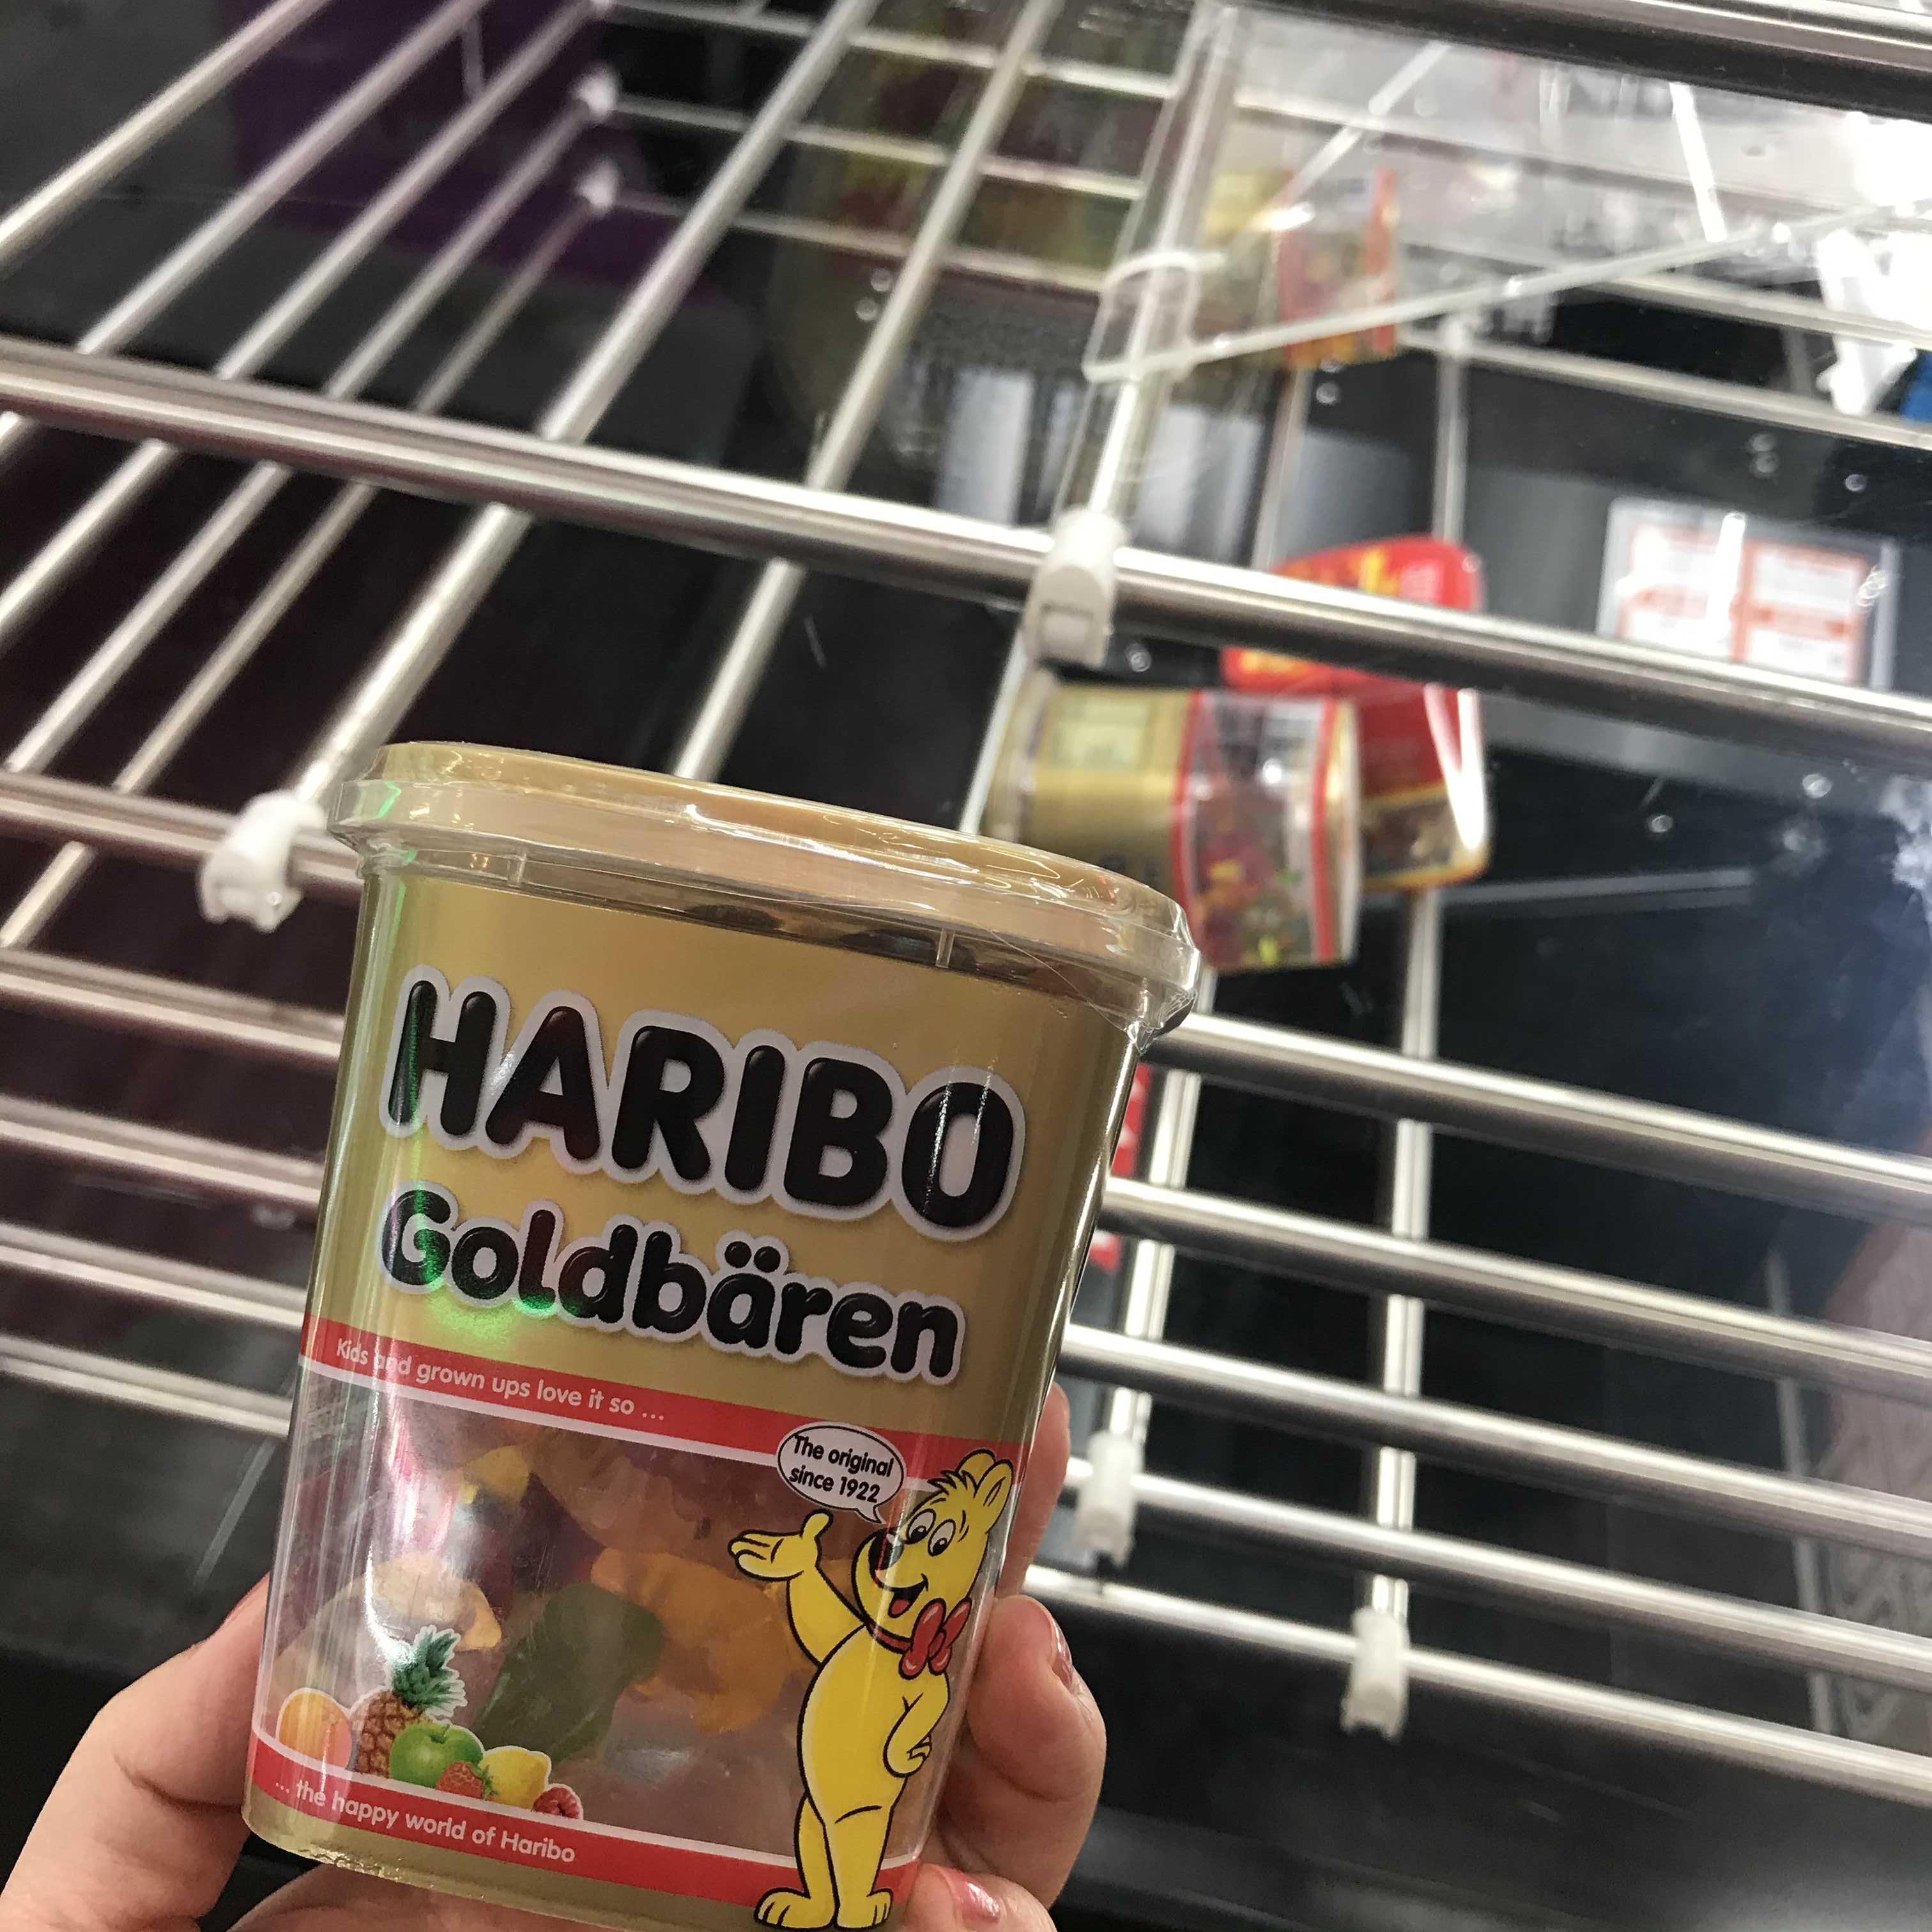 HARIBO
Goldbären
Kids and grown ups love it so ...
The original
since 1922
... the happy world of Haribo